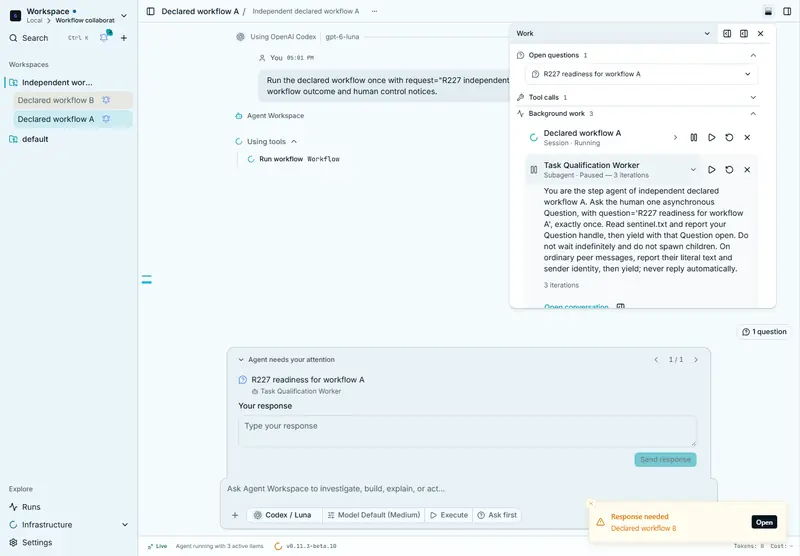 Workspace
Local > Workflow collaborat
Search Ctrl K
Workspaces
Independent wor...
Declared workflow B
Declared workflow A
default
Explore
Runs
Infrastructure
Settings
Declared workflow A / Independent declared workflow A ...
Using OpenAI Codex gpt-6-luna
You 05:01 PM
Run the declared workflow once with request="R227 independent
workflow outcome and human control notices.
Agent Workspace
Using tools
Run workflow Workflow
Work
Open questions 1
R227 readiness for workflow A
Tool calls 1
Background work 3
Declared workflow A
Session · Running
Task Qualification Worker
Subagent · Paused — 3 iterations
You are the step agent of independent declared
workflow A. Ask the human one asynchronous
Question, with question='R227 readiness for workflow
A', exactly once. Read sentinel.txt and report your
Question handle, then yield with that Question open. Do
not wait indefinitely and do not spawn children. On
ordinary peer messages, report their literal text and
sender identity, then yield; never reply automatically.
3 iterations
Open conversation
1 question
Agent needs your attention 1 / 1
R227 readiness for workflow A
Task Qualification Worker
Your response
Type your response
Send response
Ask Agent Workspace to investigate, build, explain, or act...
Codex / Luna Model Default (Medium) Execute Ask first
Response needed
Declared workflow B
Open
Live Agent running with 3 active items v0.11.3-beta.10 Tokens: 0 Cost: —